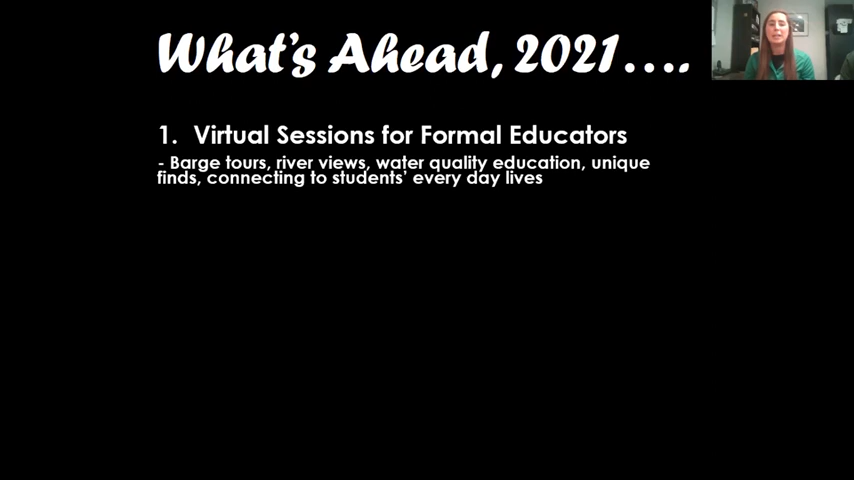 What's Ahead, 2021....
1. Virtual Sessions for Formal Educators
- Barge tours, river views, water quality education, unique
finds, connecting to students' every day lives